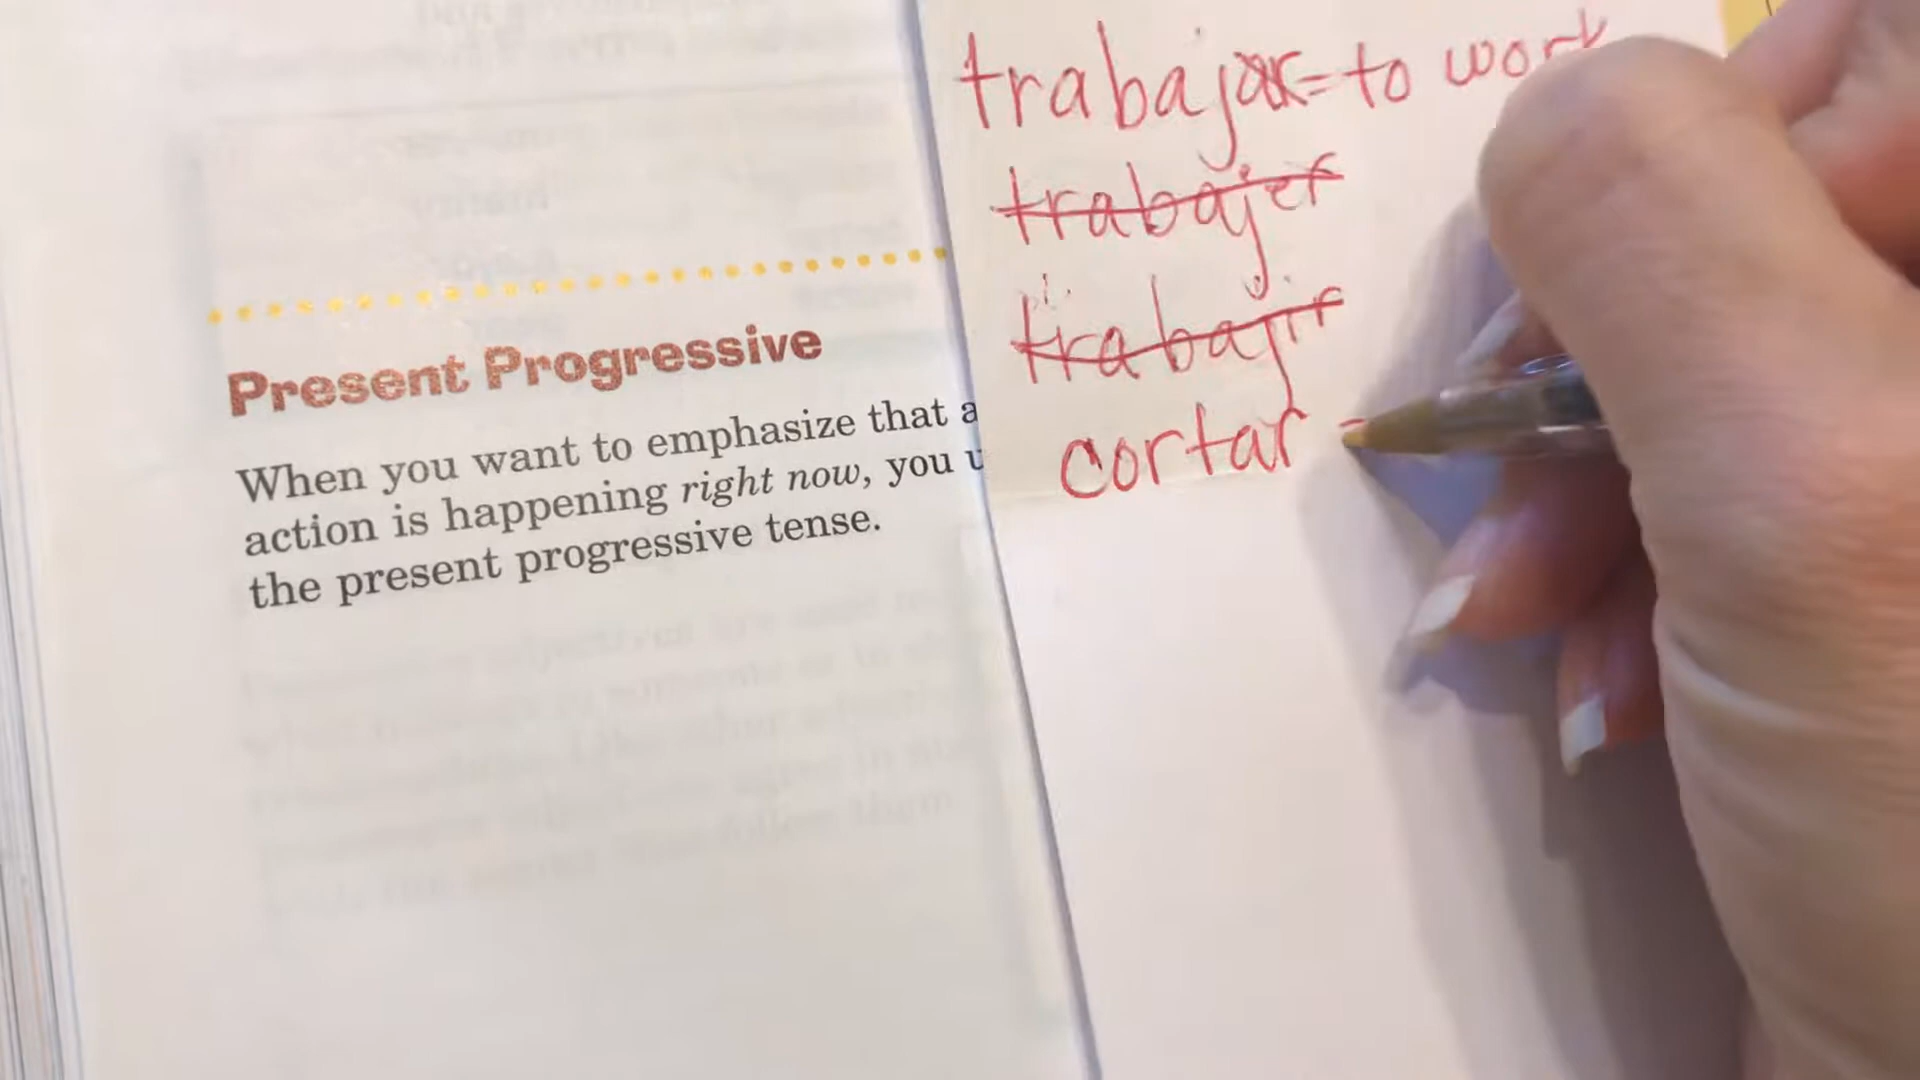 Present Progressive
When you want to emphasize that a
action is happening right now, you u
the present progressive tense.
trabajar = to work
trabajer
trabajir
cortar =